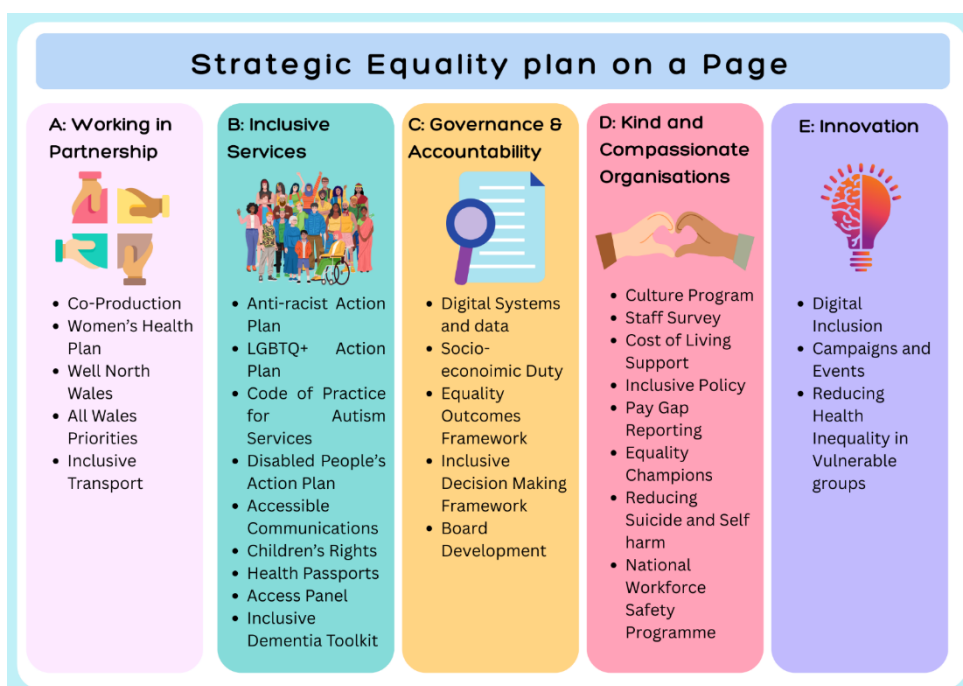 Strategic Equality plan on a Page
A: Working in
Partnership
• Co-Production
• Women's Health
Plan
• Well North
Wales
• All Wales
Priorities
• Inclusive
Transport
B: Inclusive
Services
• Anti-racist Action
Plan
• LGBTQ+ Action
Plan
• Code of Practice
for Autism
Services
• Disabled People's
Action Plan
• Accessible
Communications
• Children's Rights
• Health Passports
• Access Panel
• Inclusive
Dementia Toolkit
C: Governance &
Accountability
• Digital Systems
and data
• Socio-
econoimic Duty
• Equality
Outcomes
Framework
• Inclusive
Decision Making
Framework
• Board
Development
D: Kind and
Compassionate
Organisations
• Culture Program
• Staff Survey
• Cost of Living
Support
• Inclusive Policy
• Pay Gap
Reporting
• Equality
Champions
• Reducing
Suicide and Self
harm
• National
Workforce
Safety
Programme
E: Innovation
• Digital
Inclusion
• Campaigns and
Events
• Reducing
Health
Inequality in
Vulnerable
groups